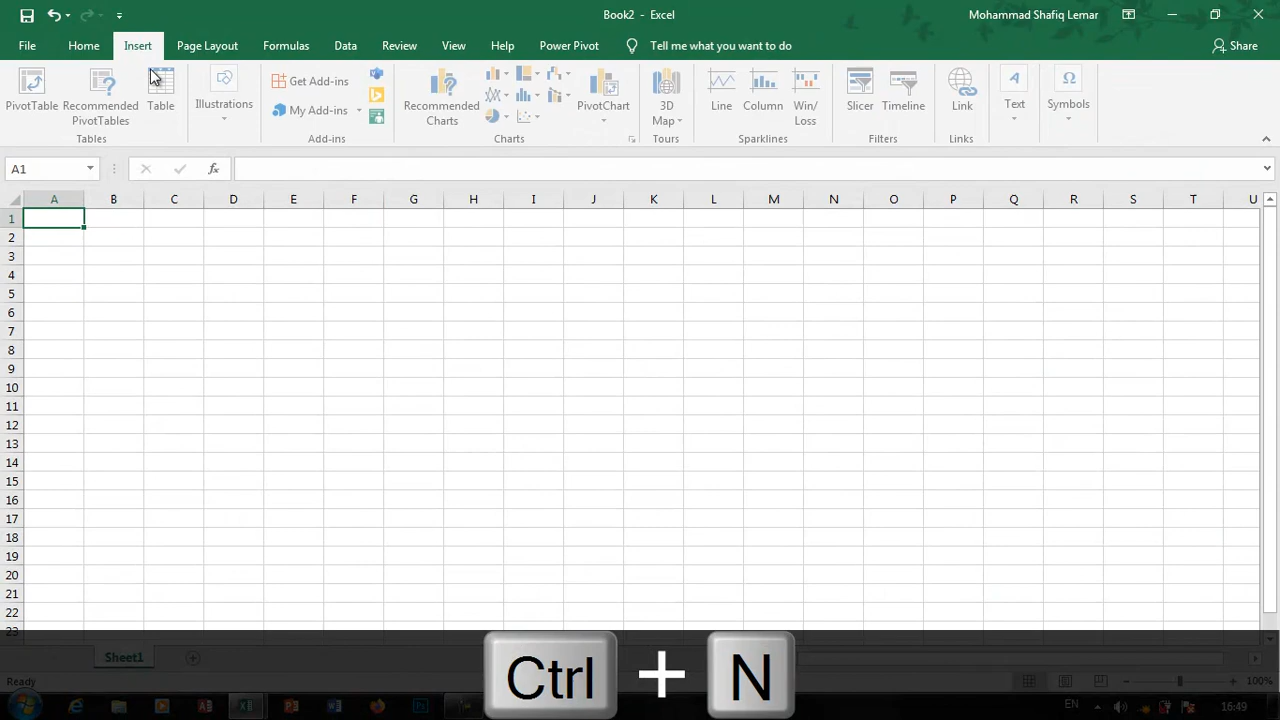 Book2 - Excel
Mohammad Shafiq Lemar
File
Home
Insert
Page Layout
Formulas
Data
Review
View
Help
Power Pivot
Tell me what you want to do
Share
PivotTable
Recommended
PivotTables
Table
Tables
Illustrations
Get Add-ins
My Add-ins
Add-ins
Recommended
Charts
Charts
PivotChart
3D
Map
Tours
Line
Column
Win/
Loss
Sparklines
Slicer
Timeline
Filters
Link
Links
Text
Ω
Symbols
A1
fx
A B C D E F G H I J K L M N O P Q R S T U
1
2
3
4
5
6
7
8
9
10
11
12
13
14
15
16
17
18
19
20
21
22
23
Sheet1
Ctrl + N
Ready
100%
EN
16:49